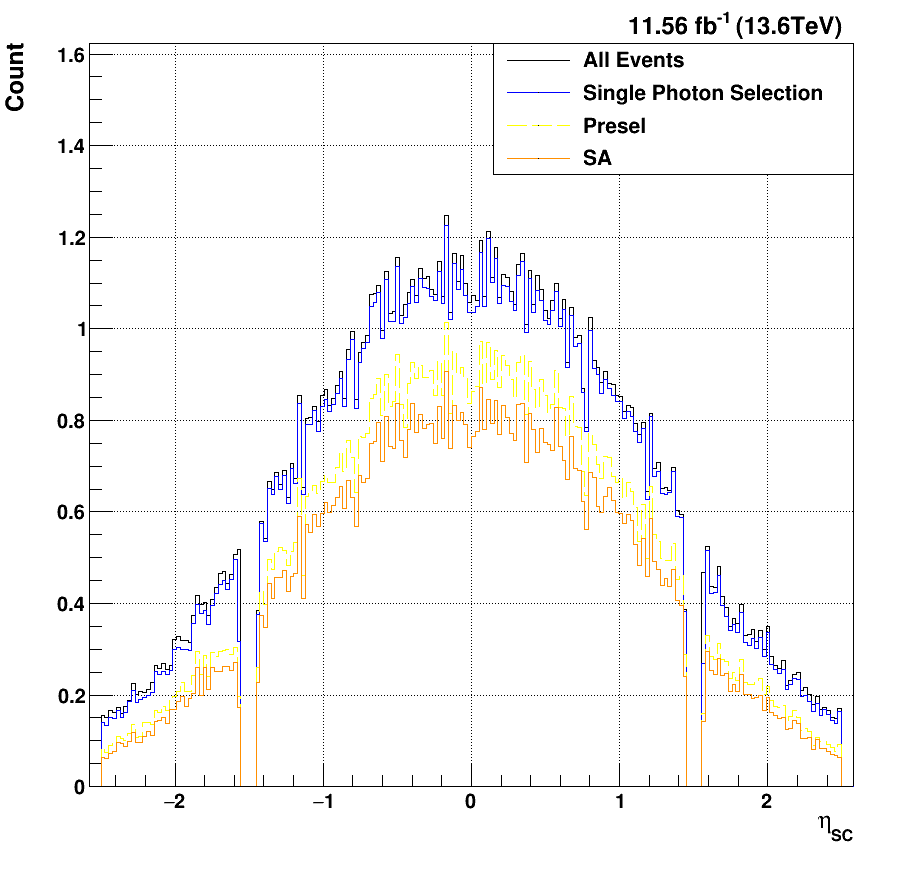 11.56 fb-1 (13.6TeV)
Count
All Events
Single Photon Selection
Presel
SA
1.6
1.4
1.2
1
0.8
0.6
0.4
0.2
0
−2 −1 0 1 2
ηSC